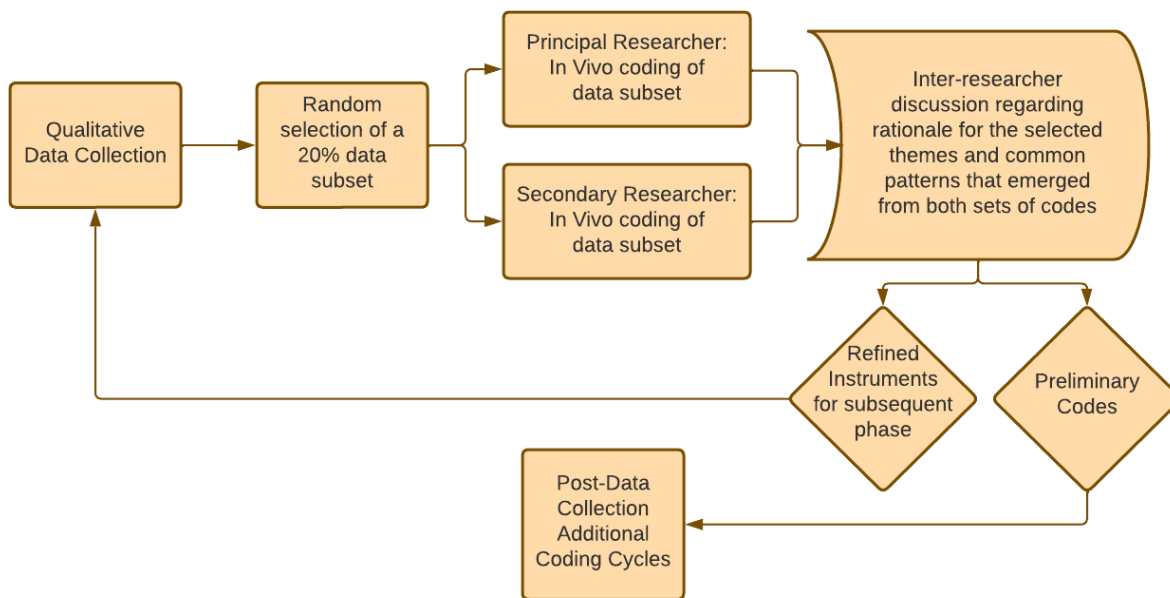 Qualitative
Data Collection
Random
selection of a
20% data
subset
Principal Researcher:
In Vivo coding of
data subset
Secondary Researcher:
In Vivo coding of
data subset
Inter-researcher
discussion regarding
rationale for the selected
themes and common
patterns that emerged
from both sets of codes
Refined
Instruments
for subsequent
phase
Preliminary
Codes
Post-Data
Collection
Additional
Coding Cycles